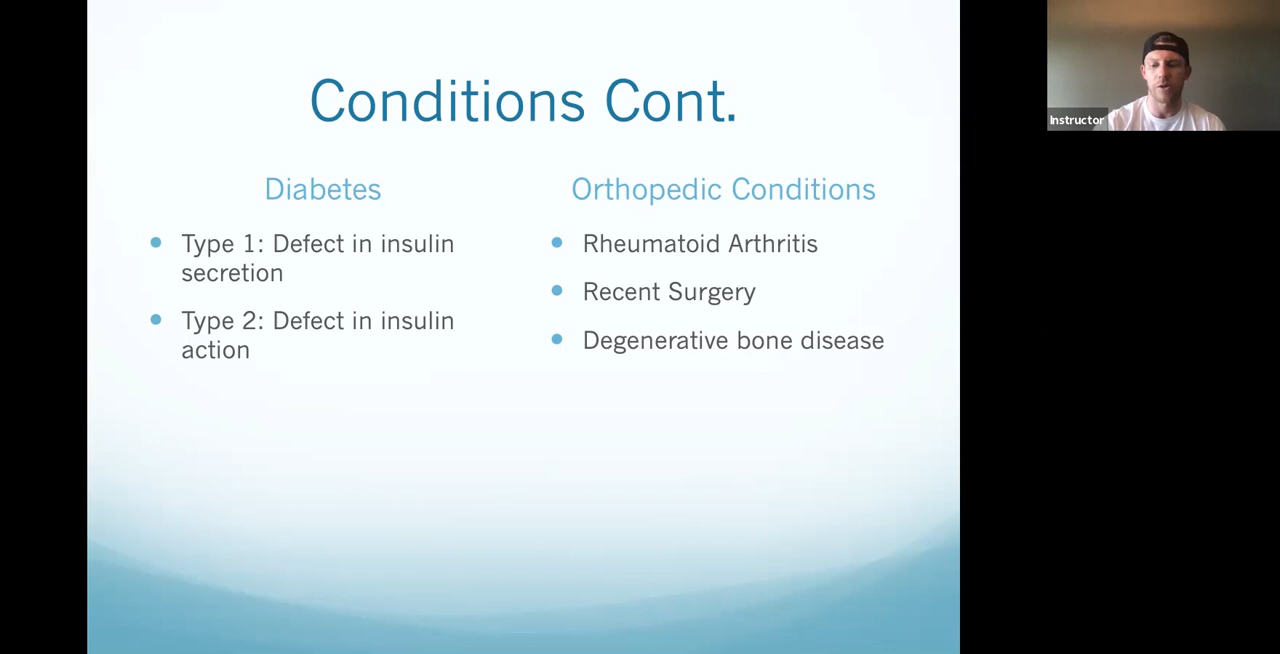 Conditions Cont.
Diabetes
Type 1: Defect in insulin
secretion
Type 2: Defect in insulin
action
Orthopedic Conditions
Rheumatoid Arthritis
Recent Surgery
Degenerative bone disease
Instructor